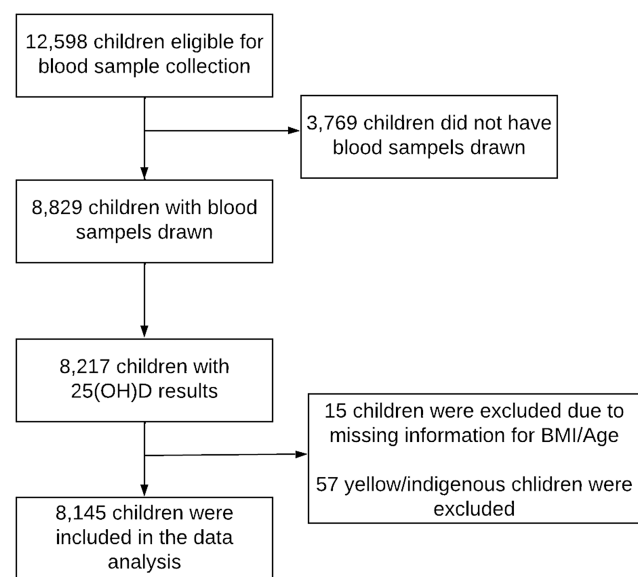 12,598 children eligible for
blood sample collection
3,769 children did not have
blood sampels drawn
8,829 children with blood
sampels drawn
8,217 children with
25(OH)D results
15 children were excluded due to
missing information for BMI/Age
57 yellow/indigenous chlidren were
excluded
8,145 children were
included in the data
analysis